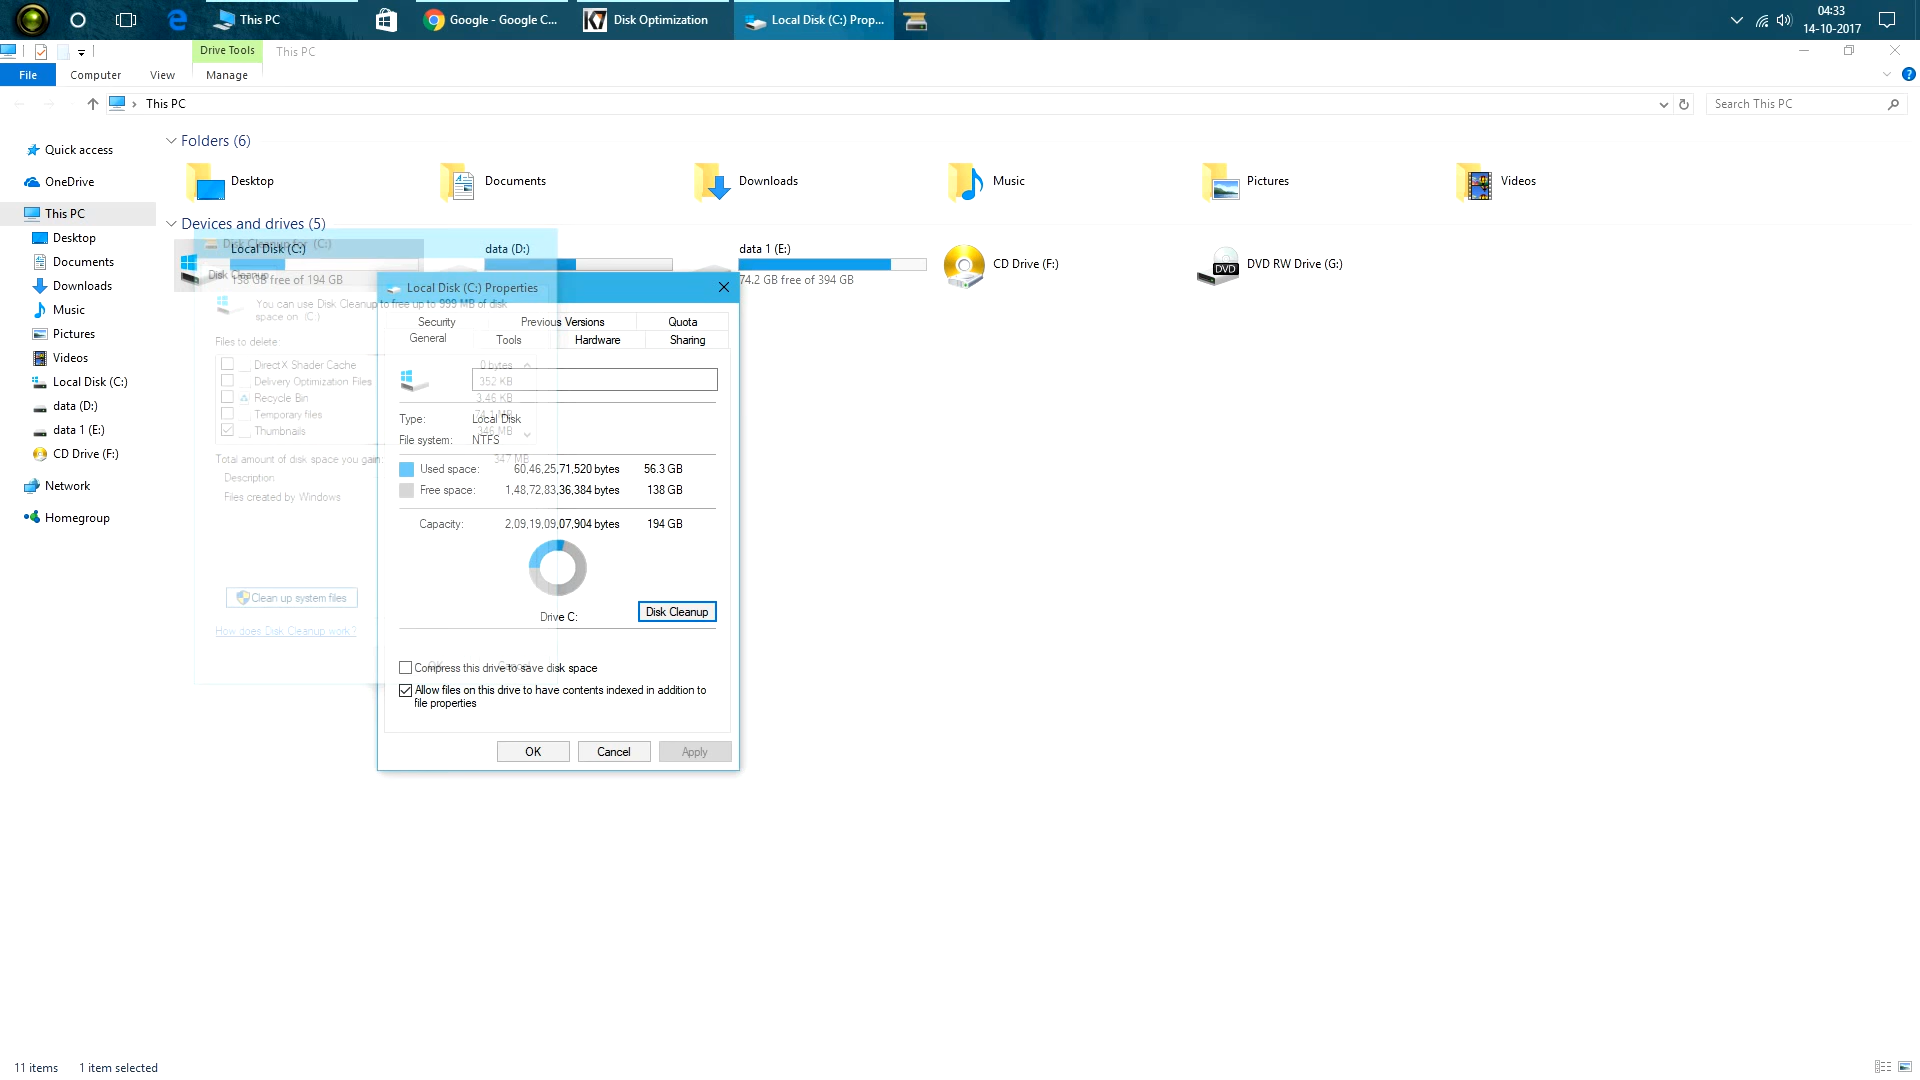 This PC
Google - Google C...
Disk Optimization
Local Disk (C:) Prop...
04:33
14-10-2017
Drive Tools
This PC
File
Computer
View
Manage
This PC
Search This PC
Quick access
OneDrive
This PC
Desktop
Documents
Downloads
Music
Pictures
Videos
Local Disk (C:)
data (D:)
data 1 (E:)
CD Drive (F:)
Network
Homegroup
Folders (6)
Desktop
Documents
Downloads
Music
Pictures
Videos
Devices and drives (5)
Local Disk (C:)
138 GB free of 194 GB
data (D:)
data 1 (E:)
74.2 GB free of 394 GB
CD Drive (F:)
DVD
DVD RW Drive (G:)
Disk Cleanup for (C:)
Disk Cleanup
You can use Disk Cleanup to free up to 999 MB of disk
space on (C:)
Files to delete:
DirectX Shader Cache 0 bytes
Delivery Optimization Files 352 KB
Recycle Bin 3.46 KB
Temporary files 74.1 MB
Thumbnails 346 MB
Total amount of disk space you gain: 347 MB
Description
Files created by Windows
Clean up system files
How does Disk Cleanup work?
OK
Cancel
Local Disk (C:) Properties
Security
Previous Versions
Quota
General
Tools
Hardware
Sharing
Type: Local Disk
File system: NTFS
Used space: 60,46,25,71,520 bytes 56.3 GB
Free space: 1,48,72,83,36,384 bytes 138 GB
Capacity: 2,09,19,09,07,904 bytes 194 GB
Drive C:
Disk Cleanup
Compress this drive to save disk space
Allow files on this drive to have contents indexed in addition to
file properties
OK
Cancel
Apply
11 items
1 item selected